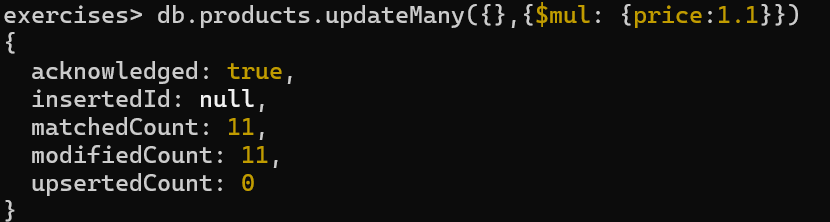 exercises> db.products.updateMany({},{$mul: {price:1.1}})
{
  acknowledged: true,
  insertedId: null,
  matchedCount: 11,
  modifiedCount: 11,
  upsertedCount: 0
}